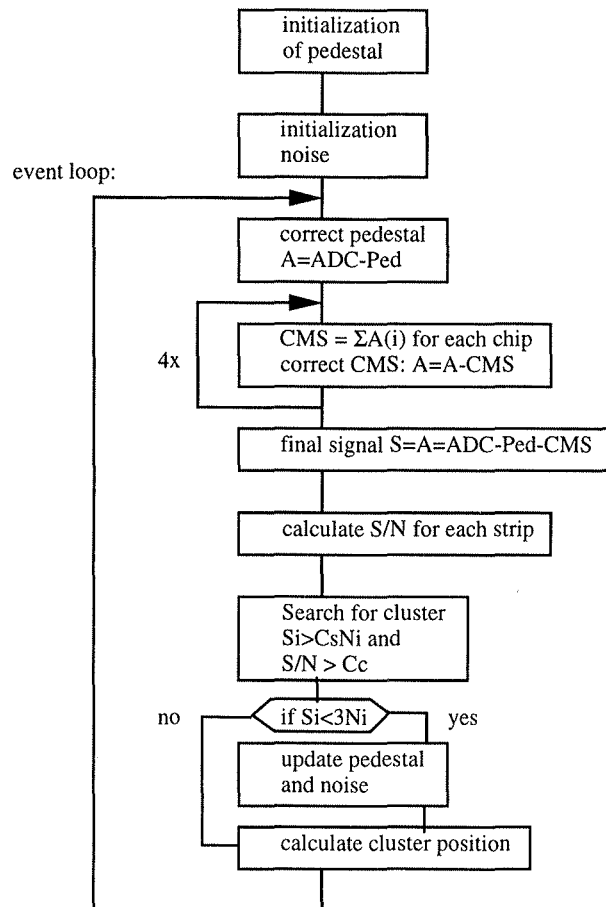 initialization
of pedestal
initialization
noise
event loop:
correct pedestal
A=ADC-Ped
4x
CMS = ΣA(i) for each chip
correct CMS: A=A-CMS
final signal S=A=ADC-Ped-CMS
calculate S/N for each strip
Search for cluster
Si>CsNi and
S/N > Cc
no
if Si<3Ni
yes
update pedestal
and noise
calculate cluster position